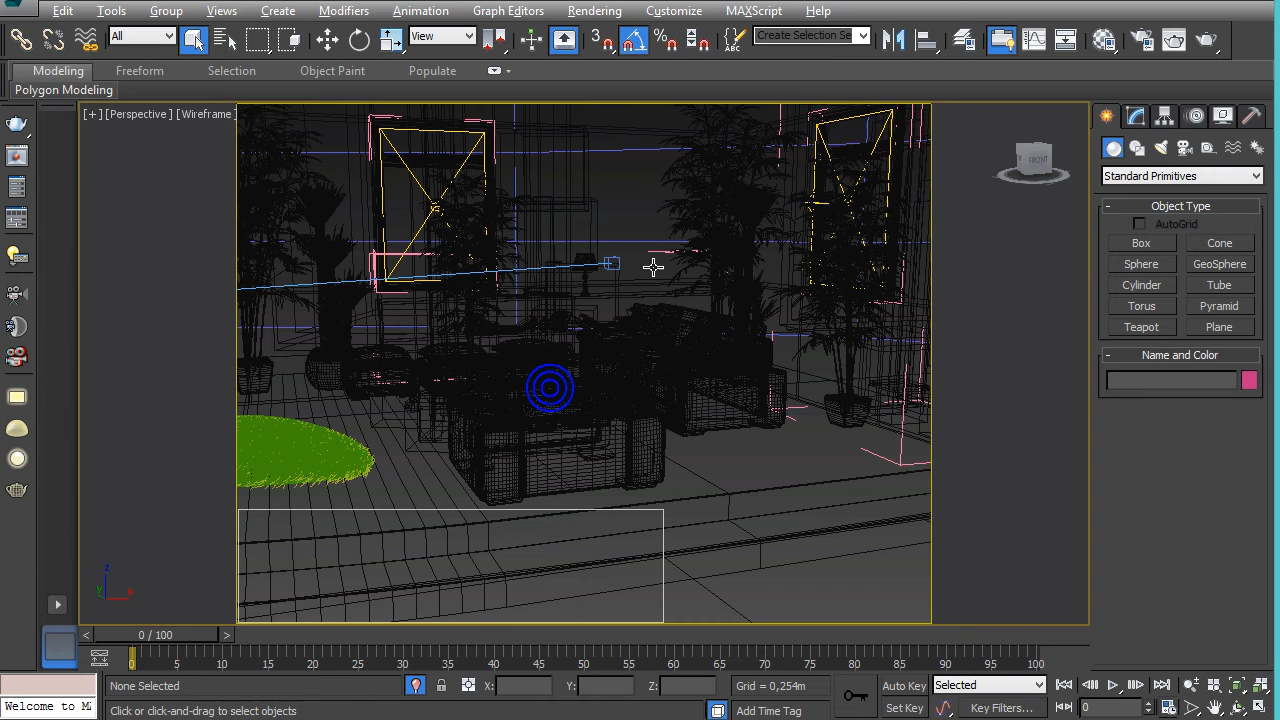 Edit Tools Group Views Create Modifiers Animation Graph Editors Rendering Customize MAXScript Help
All View 3 % ABC Create Selection Se
Modeling Freeform Selection Object Paint Populate
Polygon Modeling
[+] [Perspective] [Wireframe]
FRONT
Standard Primitives
- Object Type
AutoGrid
Box Cone
Sphere GeoSphere
Cylinder Tube
Torus Pyramid
Teapot Plane
- Name and Color
z
y x
< 0 / 100 >
0 5 10 15 20 25 30 35 40 45 50 55 60 65 70 75 80 85 90 95 100
None Selected X: Y: Z: Grid = 0,254m Auto Key Selected
Welcome to MA Click or click-and-drag to select objects Add Time Tag Set Key Key Filters... 0